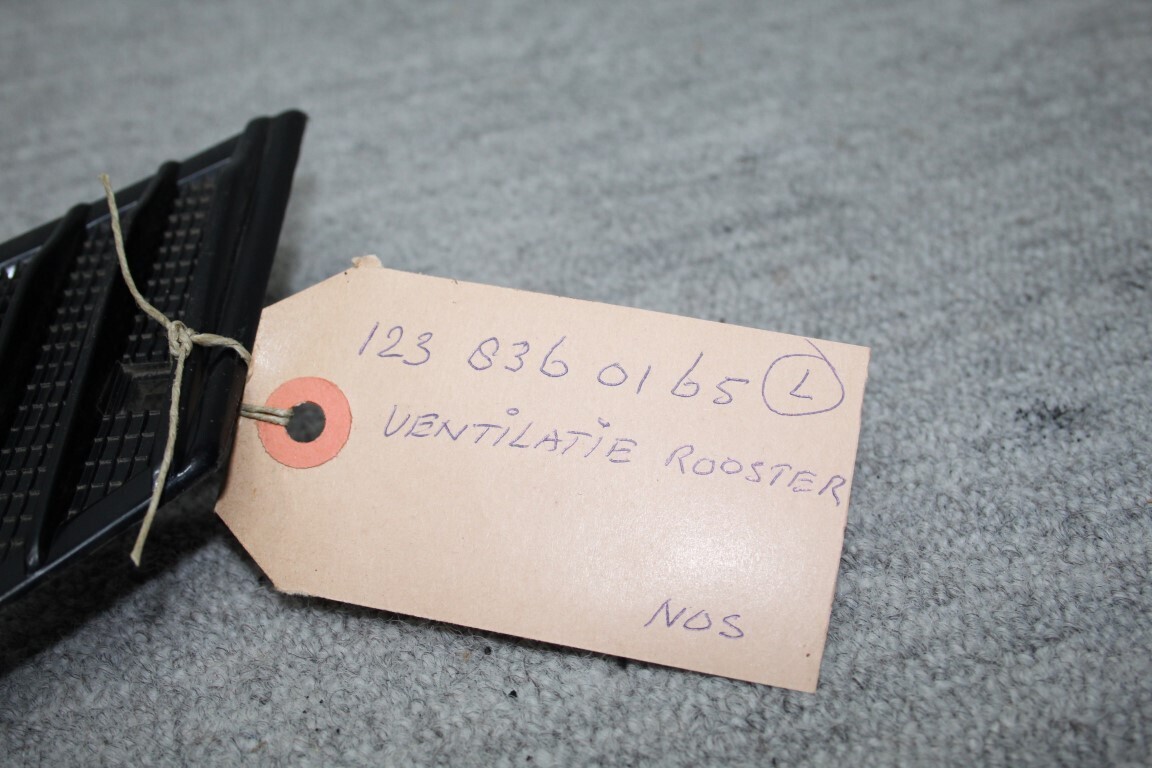 123 836 01 65 L
VENTILATIE ROOSTER
NOS